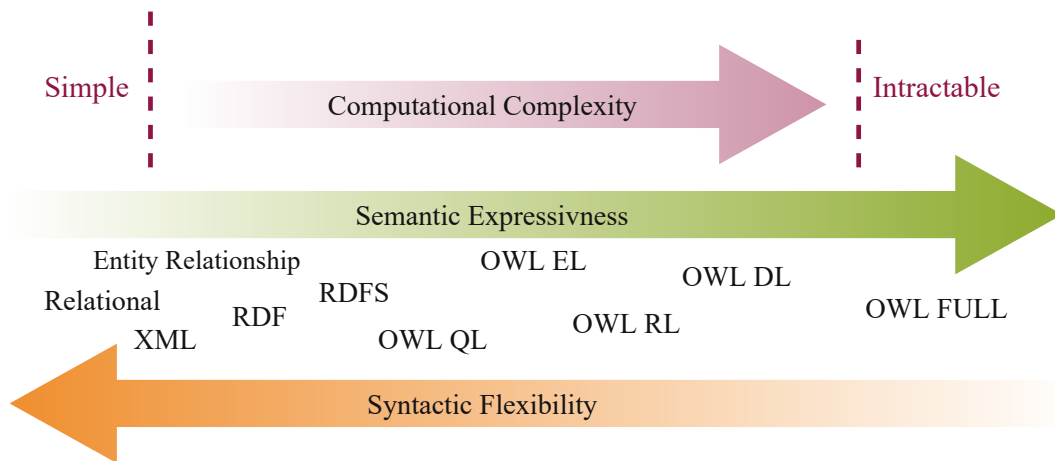 Simple
Computational Complexity
Intractable
Semantic Expressivness
Entity Relationship
OWL EL
OWL DL
Relational
RDF
RDFS
OWL FULL
XML
OWL QL
OWL RL
Syntactic Flexibility